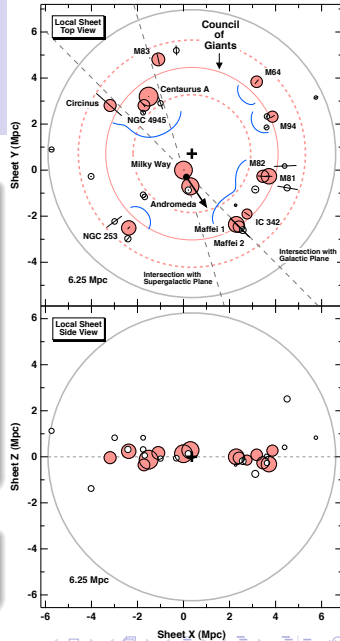 Local Sheet
Top View
Council
of
Giants
M83
M64
Centaurus A
Circinus
NGC 4945
M94
Milky Way
M82
M81
Andromeda
IC 342
Maffei 1
Maffei 2
NGC 253
Intersection with
Galactic Plane
Intersection with
Supergalactic Plane
6.25 Mpc
Sheet Y (Mpc)
6
4
2
0
-2
-4
Local Sheet
Side View
6.25 Mpc
Sheet Z (Mpc)
6
4
2
0
-2
-4
-6
-6
-4
-2
0
2
4
6
Sheet X (Mpc)